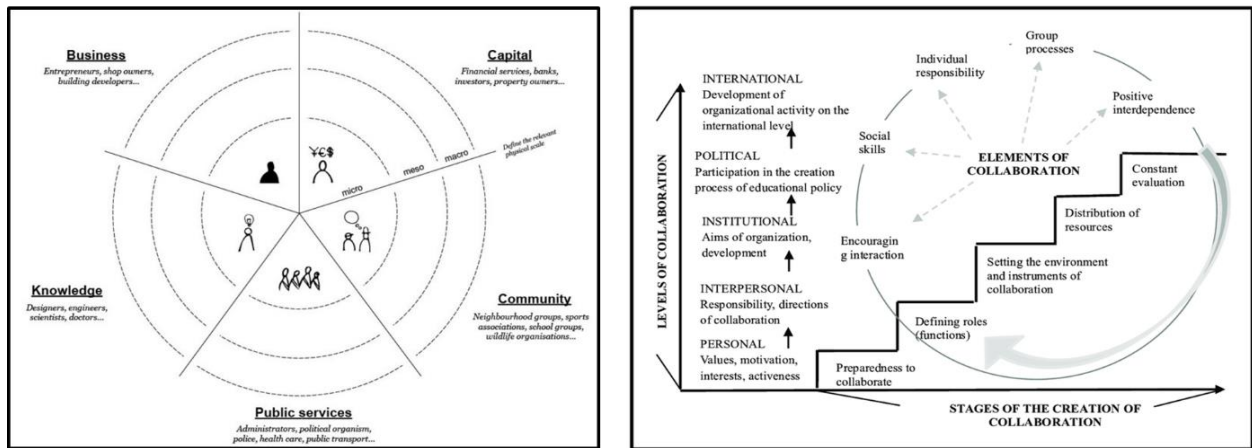 Business
Entrepreneurs, shop owners,
building developers...
Capital
Financial services, banks,
investors, property owners...
Define the relevant
physical scale
macro
meso
micro
¥€$
Knowledge
Designers, engineers,
scientists, doctors...
Community
Neighbourhood groups, sports
associations, school groups,
wildlife organisations...
Public services
Administrators, political organism,
police, health care, public transport...
LEVELS OF COLLABORATION
INTERNATIONAL
Development of
organizational activity on the
international level
POLITICAL
Participation in the creation
process of educational policy
INSTITUTIONAL
Aims of organization,
development
INTERPERSONAL
Responsibility, directions
of collaboration
PERSONAL
Values, motivation,
interests, activeness
Group
processes
Individual
responsibility
Positive
interdependence
Social
skills
ELEMENTS OF
COLLABORATION
Encouragin
g interaction
Constant
evaluation
Distribution of
resources
Setting the environment
and instruments of
collaboration
Defining roles
(functions)
Preparedness to
collaborate
STAGES OF THE CREATION OF
COLLABORATION